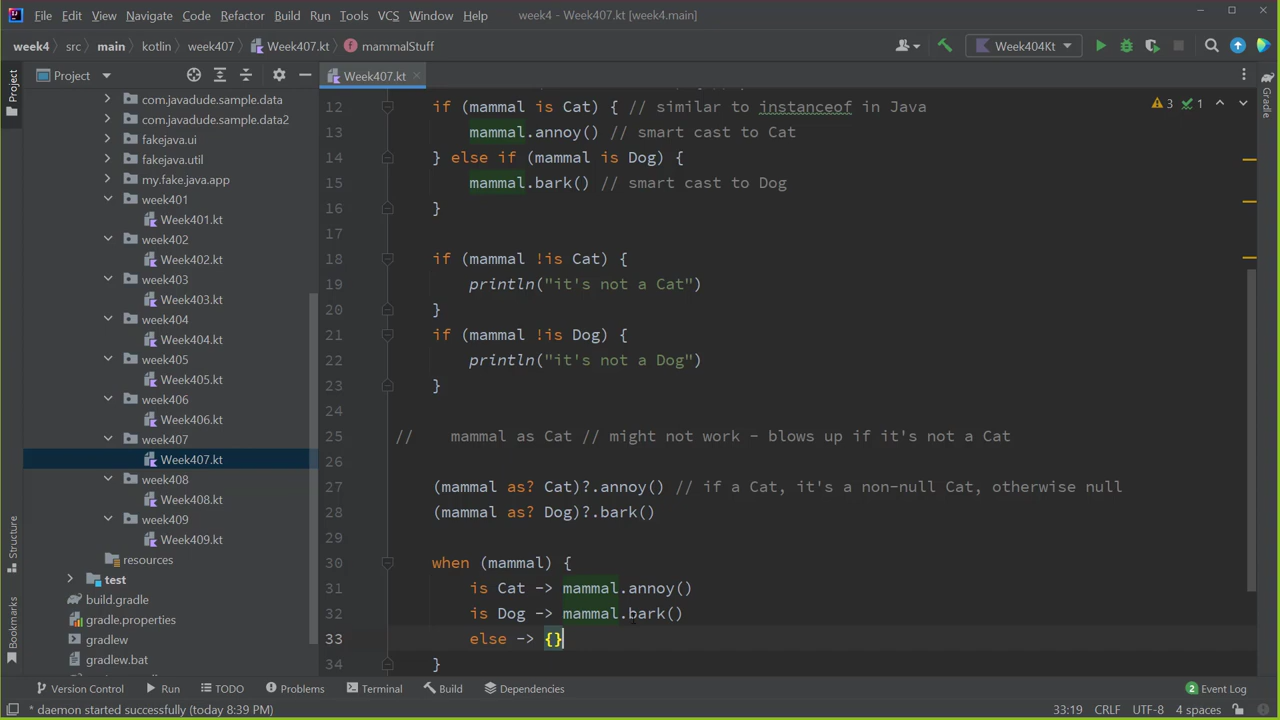 File Edit View Navigate Code Refactor Build Run Tools VCS Window Help week4 - Week407.kt [week4.main]
week4 src main kotlin week407 Week407.kt mammalStuff Week404Kt
Project Week407.kt
com.javadude.sample.data
com.javadude.sample.data2
fakejava.ui
fakejava.util
my.fake.java.app
week401
Week401.kt
week402
Week402.kt
week403
Week403.kt
week404
Week404.kt
week405
Week405.kt
week406
Week406.kt
week407
Week407.kt
week408
Week408.kt
week409
Week409.kt
resources
test
build.gradle
gradle.properties
gradlew
gradlew.bat
Project
Structure
Bookmarks
12 if (mammal is Cat) { // similar to instanceof in Java
13 mammal.annoy() // smart cast to Cat
14 } else if (mammal is Dog) {
15 mammal.bark() // smart cast to Dog
16 }
17
18 if (mammal !is Cat) {
19 println("it's not a Cat")
20 }
21 if (mammal !is Dog) {
22 println("it's not a Dog")
23 }
24
25 // mammal as Cat // might not work - blows up if it's not a Cat
26
27 (mammal as? Cat)?.annoy() // if a Cat, it's a non-null Cat, otherwise null
28 (mammal as? Dog)?.bark()
29
30 when (mammal) {
31 is Cat -> mammal.annoy()
32 is Dog -> mammal.bark()
33 else -> {}
34 }
3 1
Gradle
Version Control Run TODO Problems Terminal Build Dependencies 2 Event Log
* daemon started successfully (today 8:39 PM) 33:19 CRLF UTF-8 4 spaces